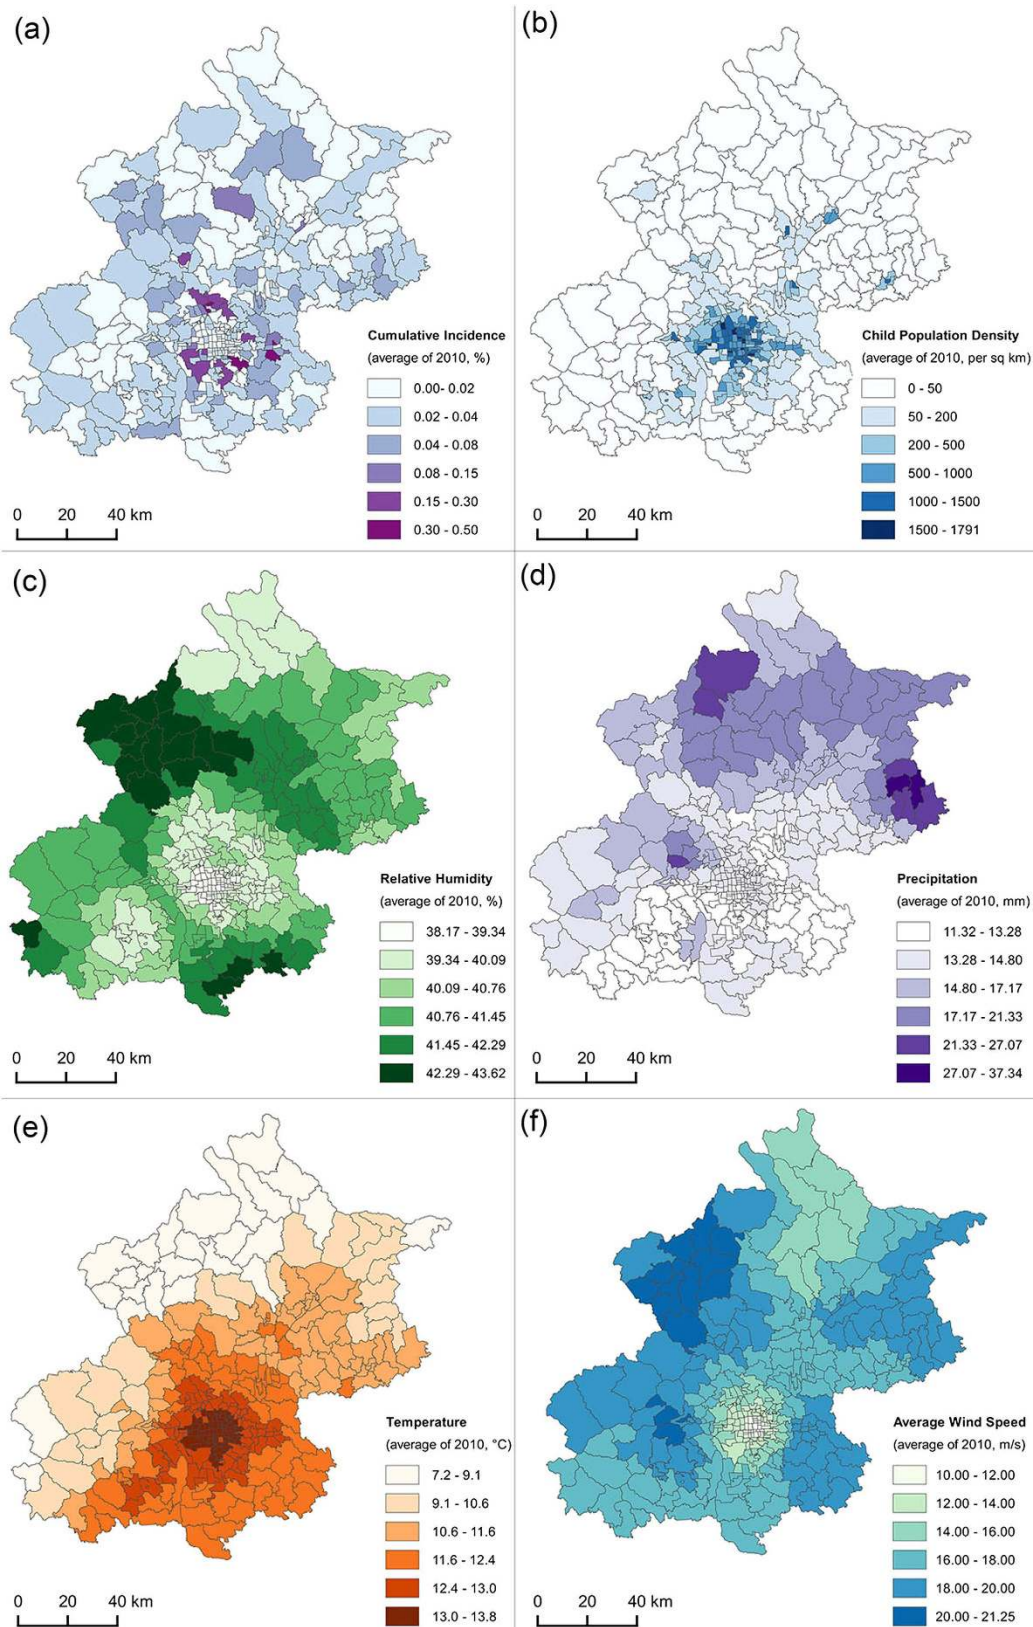 (a)
Cumulative Incidence
(average of 2010, %)
0.00- 0.02
0.02 - 0.04
0.04 - 0.08
0.08 - 0.15
0.15 - 0.30
0.30 - 0.50
0 20 40 km
(b)
Child Population Density
(average of 2010, per sq km)
0 - 50
50 - 200
200 - 500
500 - 1000
1000 - 1500
1500 - 1791
0 20 40 km
(c)
Relative Humidity
(average of 2010, %)
38.17 - 39.34
39.34 - 40.09
40.09 - 40.76
40.76 - 41.45
41.45 - 42.29
42.29 - 43.62
0 20 40 km
(d)
Precipitation
(average of 2010, mm)
11.32 - 13.28
13.28 - 14.80
14.80 - 17.17
17.17 - 21.33
21.33 - 27.07
27.07 - 37.34
0 20 40 km
(e)
Temperature
(average of 2010, °C)
7.2 - 9.1
9.1 - 10.6
10.6 - 11.6
11.6 - 12.4
12.4 - 13.0
13.0 - 13.8
0 20 40 km
(f)
Average Wind Speed
(average of 2010, m/s)
10.00 - 12.00
12.00 - 14.00
14.00 - 16.00
16.00 - 18.00
18.00 - 20.00
20.00 - 21.25
0 20 40 km